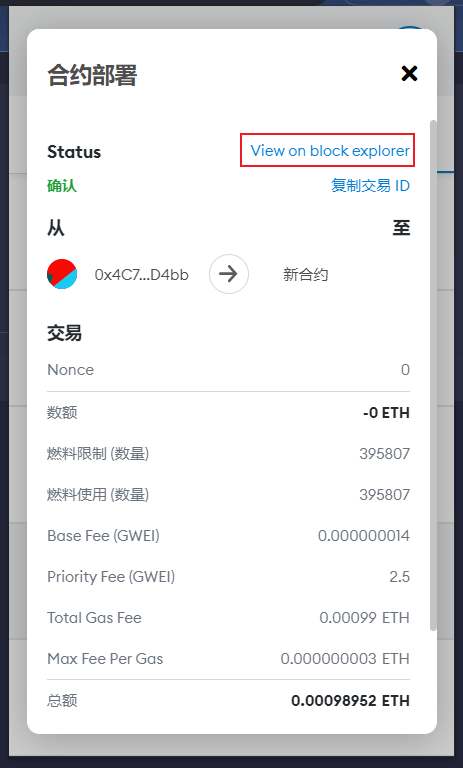 合约部署
Status View on block explorer
确认 复制交易 ID
从 至
0x4C7...D4bb 新合约
交易
Nonce 0
数额 -0 ETH
燃料限制 (数量) 395807
燃料使用 (数量) 395807
Base Fee (GWEI) 0.000000014
Priority Fee (GWEI) 2.5
Total Gas Fee 0.00099 ETH
Max Fee Per Gas 0.000000003 ETH
总额 0.00098952 ETH